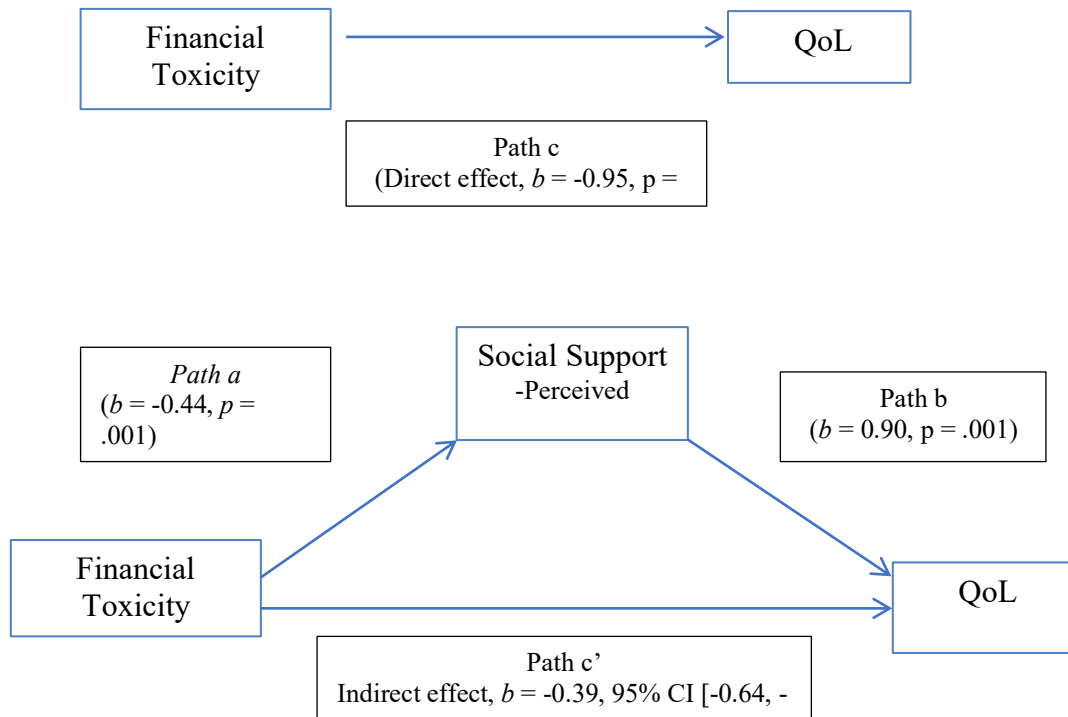 Financial
Toxicity
QoL
Path c
(Direct effect, b = -0.95, p =
Social Support
-Perceived
Path a
(b = -0.44, p =
.001)
Path b
(b = 0.90, p = .001)
Financial
Toxicity
QoL
Path c’
Indirect effect, b = -0.39, 95% CI [-0.64, -